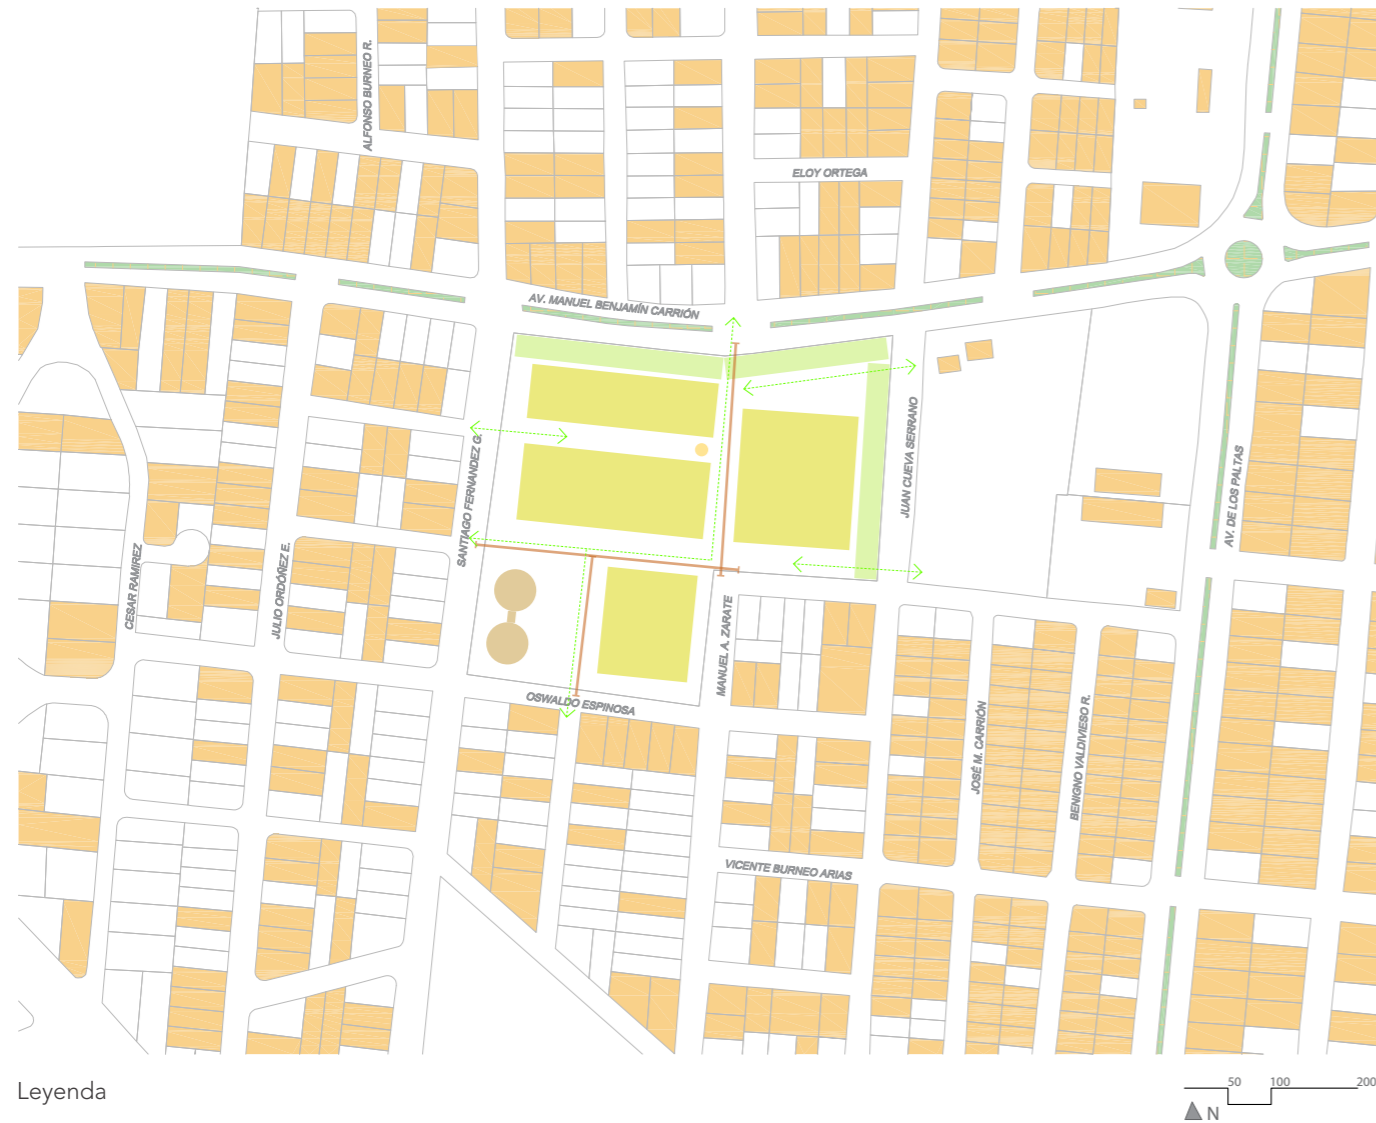 ALFONSO BURNEO R.
ELOY ORTEGA
AV. MANUEL BENJAMÍN CARRIÓN
JUAN CUEVA SERRANO
SANTIAGO FERNANDEZ G.
AV. DE LOS PALTAS
CESAR RAMIREZ
JULIO ORDÓÑEZ E.
MANUEL A. ZARATE
OSWALDO ESPINOSA
JOSÉ M. CARRIÓN
BENIGNO VALDIVIESO R.
VICENTE BURNEO ARIAS
Leyenda
50 100 200
N